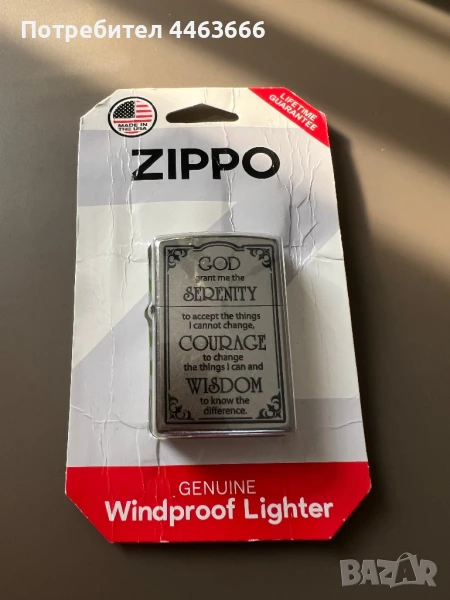 Потребител 4463666
MADE IN
THE USA
LIFETIME
GUARANTEE
ZIPPO
GOD
grant me the
SERENITY
to accept the things
I cannot change,
COURAGE
to change
the things i can and
WISDOM
to know the
difference.
GENUINE
Windproof Lighter
BAZAR